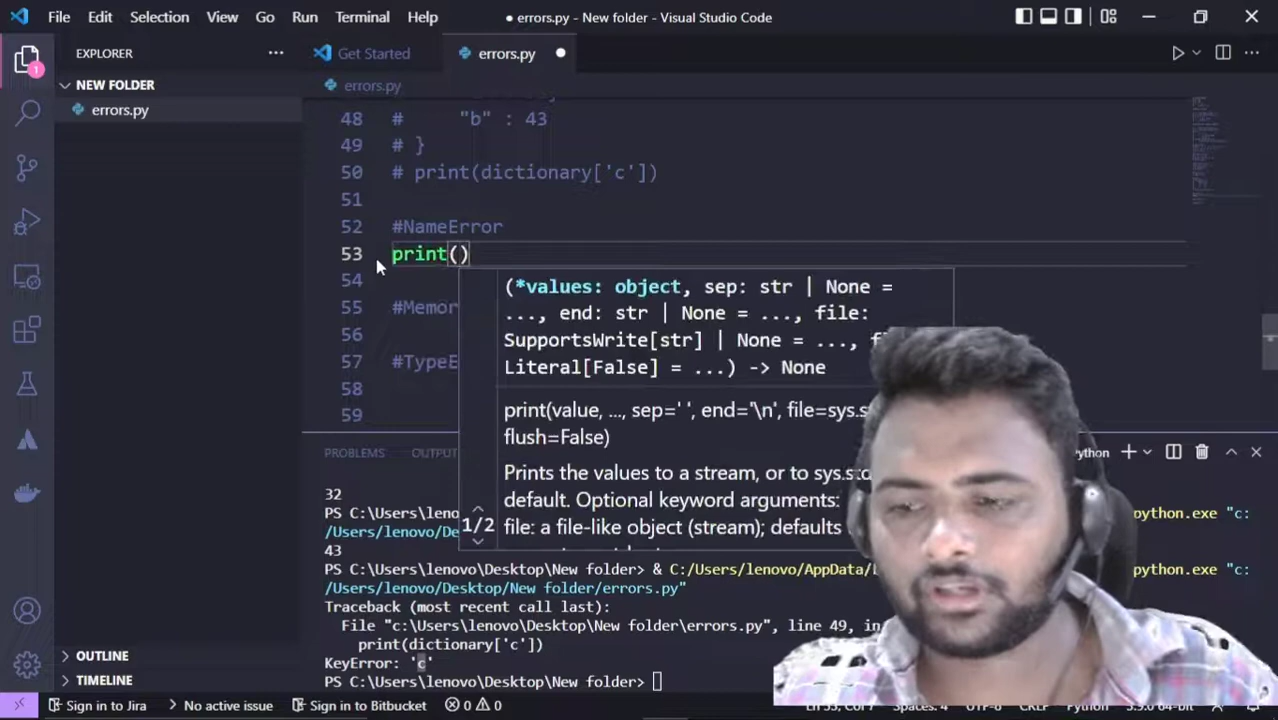 File Edit Selection View Go Run Terminal Help
● errors.py - New folder - Visual Studio Code
EXPLORER
Get Started
errors.py
NEW FOLDER
errors.py
errors.py
1
48 # "b" : 43
49 # }
50 # print(dictionary['c'])
51
52 #NameError
53 print()
54
55 #Memor
56
57 #TypeE
58
59
(*values: object, sep: str | None =
..., end: str | None = ..., file:
SupportsWrite[str] | None = ...,
Literal[False] = ...) -> None
print(value, ..., sep=' ', end='\n', file=sys.s
flush=False)
Prints the values to a stream, or to sys.std
default. Optional keyword arguments:
file: a file-like object (stream); defaults
1/2
PROBLEMS OUTPU
ython
32
PS C:\Users\lenovo python.exe "c:
/Users/lenovo/De
43
PS C:\Users\lenovo\Desktop\New folder> & C:/Users/lenovo/AppData/ python.exe "c:
/Users/lenovo/Desktop/New folder/errors.py"
Traceback (most recent call last):
File "c:\Users\lenovo\Desktop\New folder\errors.py", line 49, in
print(dictionary['c'])
KeyError: 'c'
PS C:\Users\lenovo\Desktop\New folder>
OUTLINE
TIMELINE
Sign in to Jira No active issue Sign in to Bitbucket 0 0